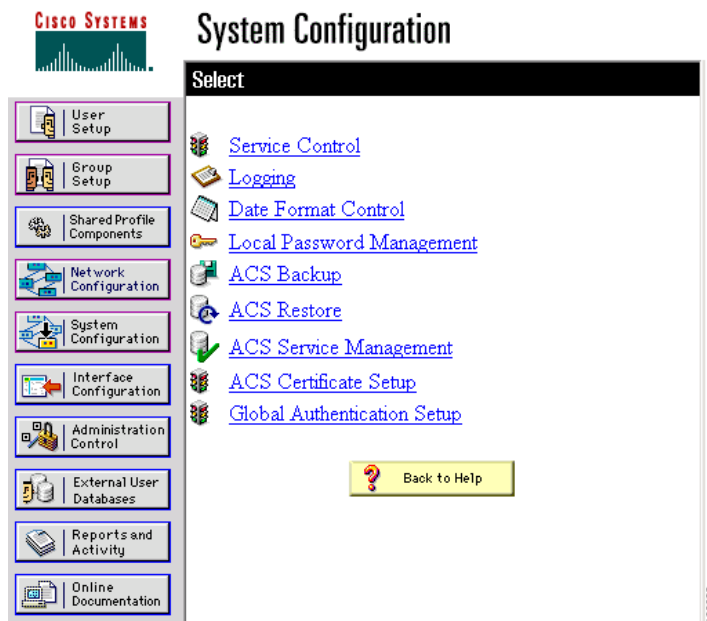 CISCO SYSTEMS
System Configuration
Select
User
Setup
Group
Setup
Shared Profile
Components
Network
Configuration
System
Configuration
Interface
Configuration
Administration
Control
External User
Databases
Reports and
Activity
Online
Documentation
Service Control
Logging
Date Format Control
Local Password Management
ACS Backup
ACS Restore
ACS Service Management
ACS Certificate Setup
Global Authentication Setup
Back to Help